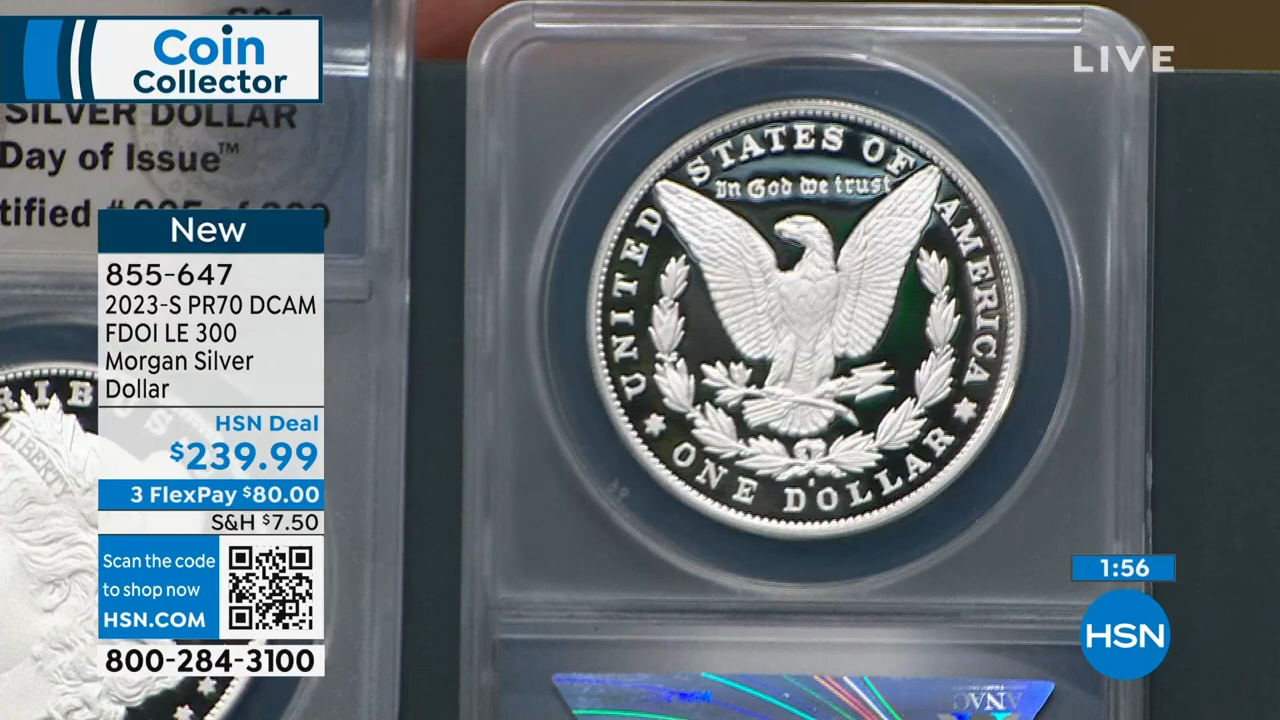 Coin
Collector
LIVE
SILVER DOLLAR
Day of Issue™
New
855-647
2023-S PR70 DCAM
FDOI LE 300
Morgan Silver
Dollar
HSN Deal
$239.99
3 FlexPay $80.00
S&H $7.50
Scan the code
to shop now
HSN.COM
800-284-3100
LIBERTY
UNITED STATES OF AMERICA
In God we trust
ONE DOLLAR
1:56
HSN
ANAC